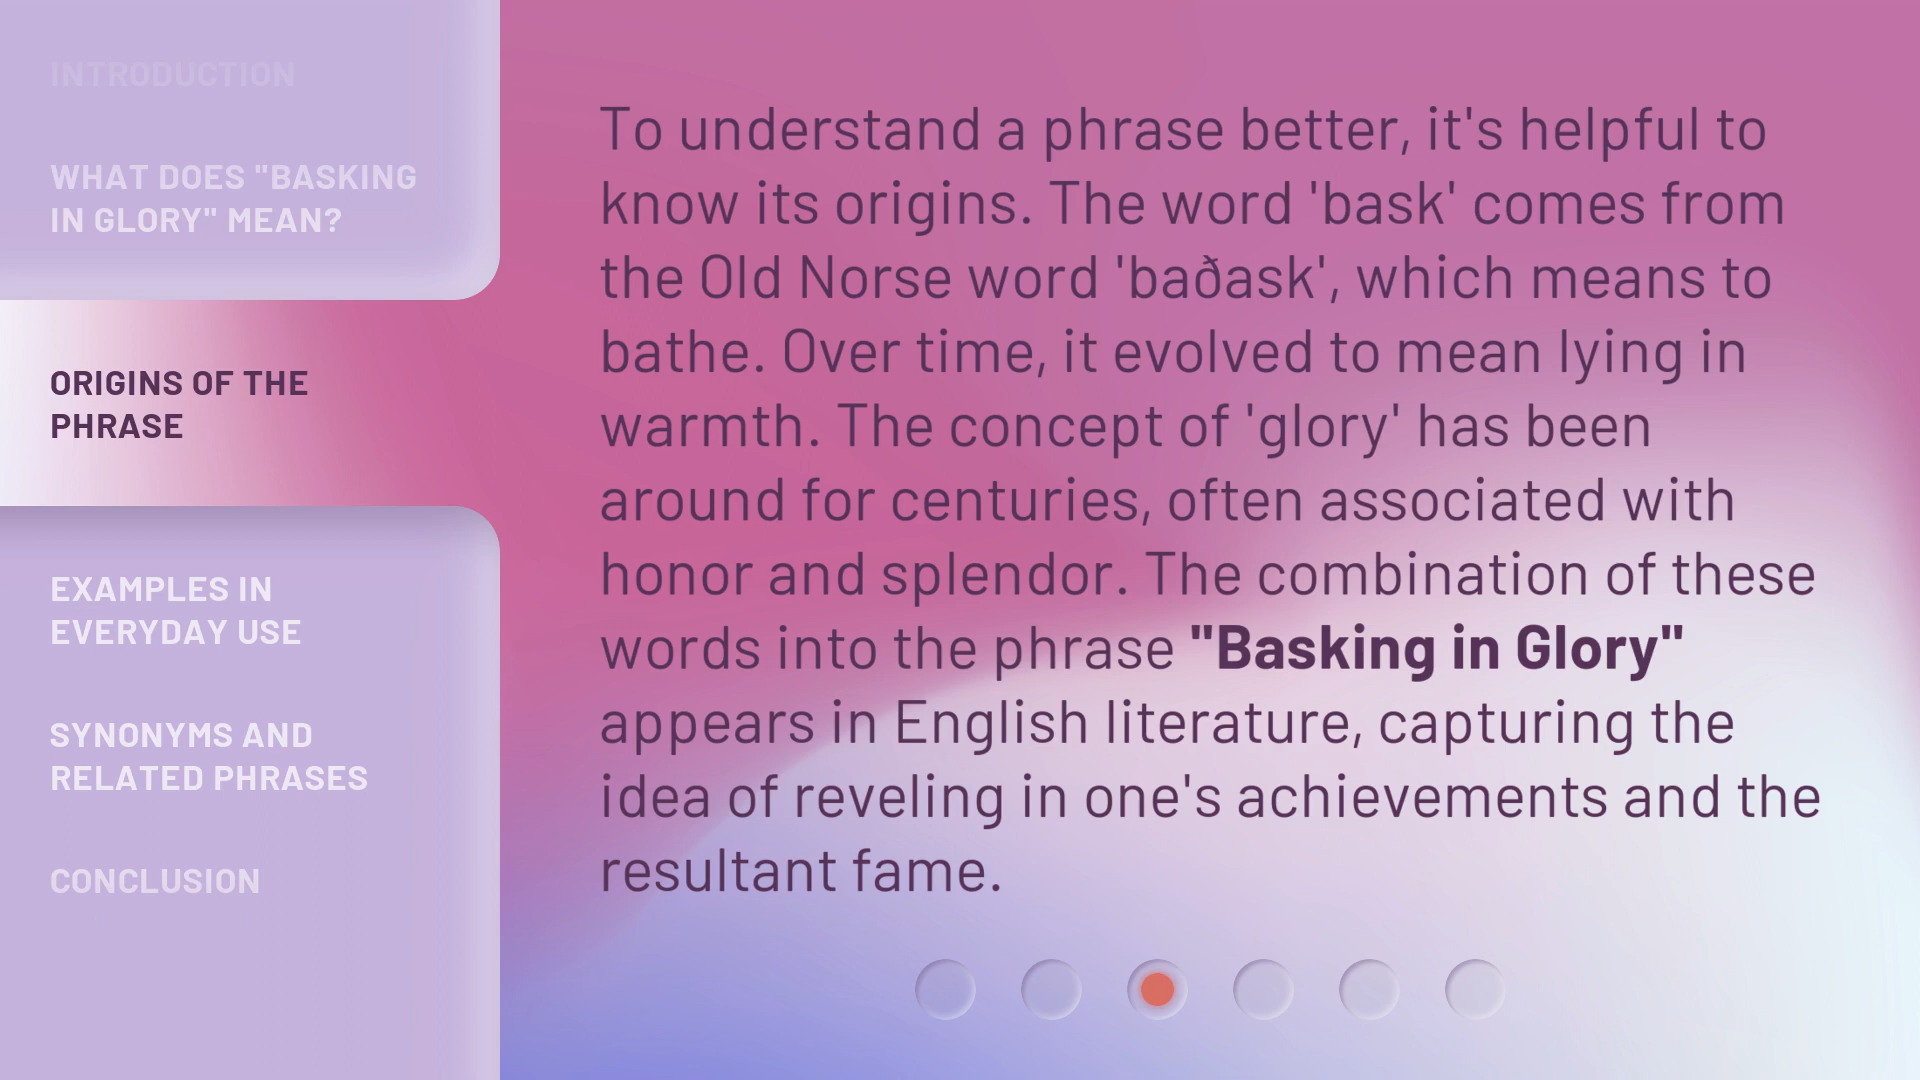 INTRODUCTION
WHAT DOES "BASKING
IN GLORY" MEAN?
ORIGINS OF THE
PHRASE
EXAMPLES IN
EVERYDAY USE
SYNONYMS AND
RELATED PHRASES
CONCLUSION
To understand a phrase better, it's helpful to
know its origins. The word 'bask' comes from
the Old Norse word 'baðask', which means to
bathe. Over time, it evolved to mean lying in
warmth. The concept of 'glory' has been
around for centuries, often associated with
honor and splendor. The combination of these
words into the phrase "Basking in Glory"
appears in English literature, capturing the
idea of reveling in one's achievements and the
resultant fame.